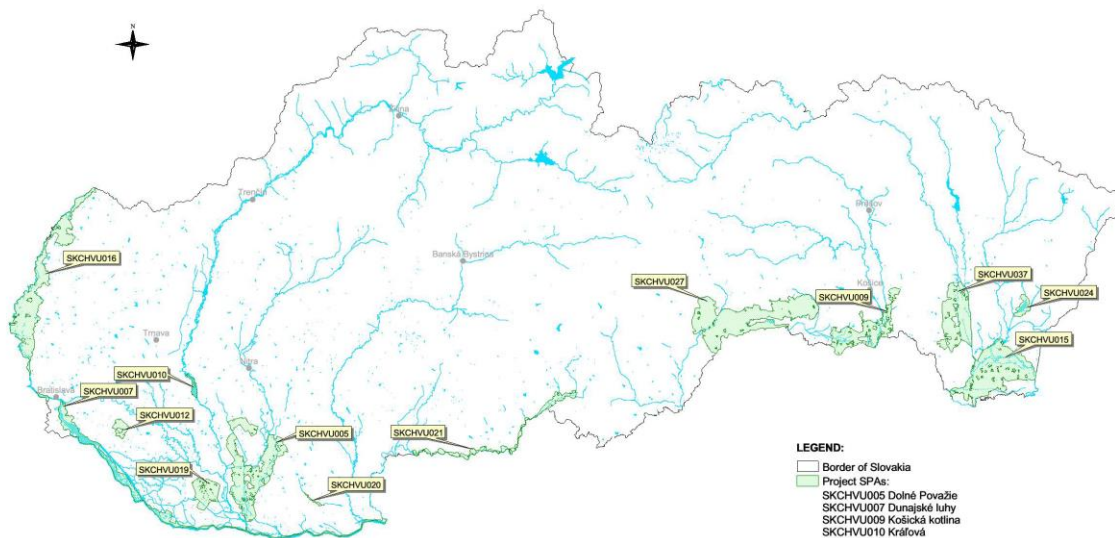 N
Žilina
Trenčín
Prešov
SKCHVU016
Banská Bystrica
SKCHVU027
SKCHVU037
SKCHVU009
Košice
SKCHVU024
Trnava
SKCHVU015
Nitra
SKCHVU010
Bratislava
SKCHVU007
SKCHVU012
SKCHVU005
SKCHVU021
SKCHVU019
SKCHVU020
LEGEND:
Border of Slovakia
Project SPAs:
SKCHVU005 Dolné Považie
SKCHVU007 Dunajské luhy
SKCHVU009 Košická kotlina
SKCHVU010 Kráľová